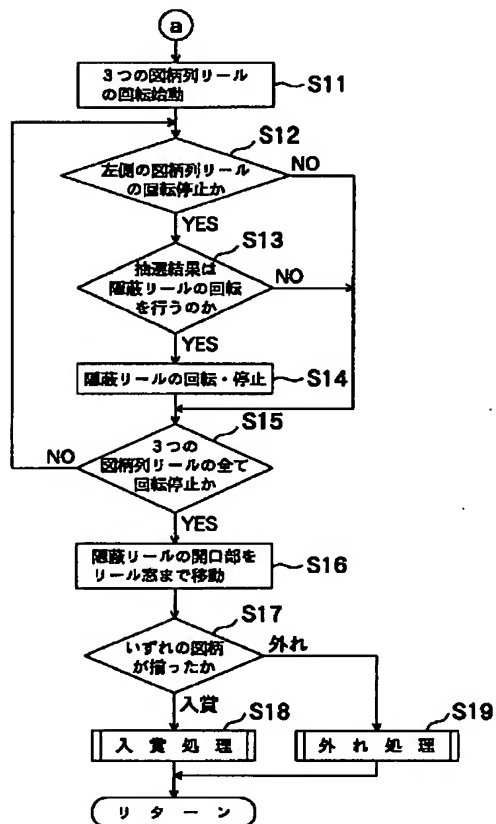 a
3つの図柄列リール
の回転始動
S11
S12
左側の図柄列リール
の回転停止か
NO
YES
S13
抽選結果は
隠蔽リールの回転
を行うのか
NO
YES
隠蔽リールの回転・停止
S14
S15
3つの
図柄列リールの全て
回転停止か
NO
YES
隠蔽リールの開口部を
リール窓まで移動
S16
S17
いずれの図柄
が揃ったか
外れ
入賞
S18
入賞処理
S19
外れ処理
リターン